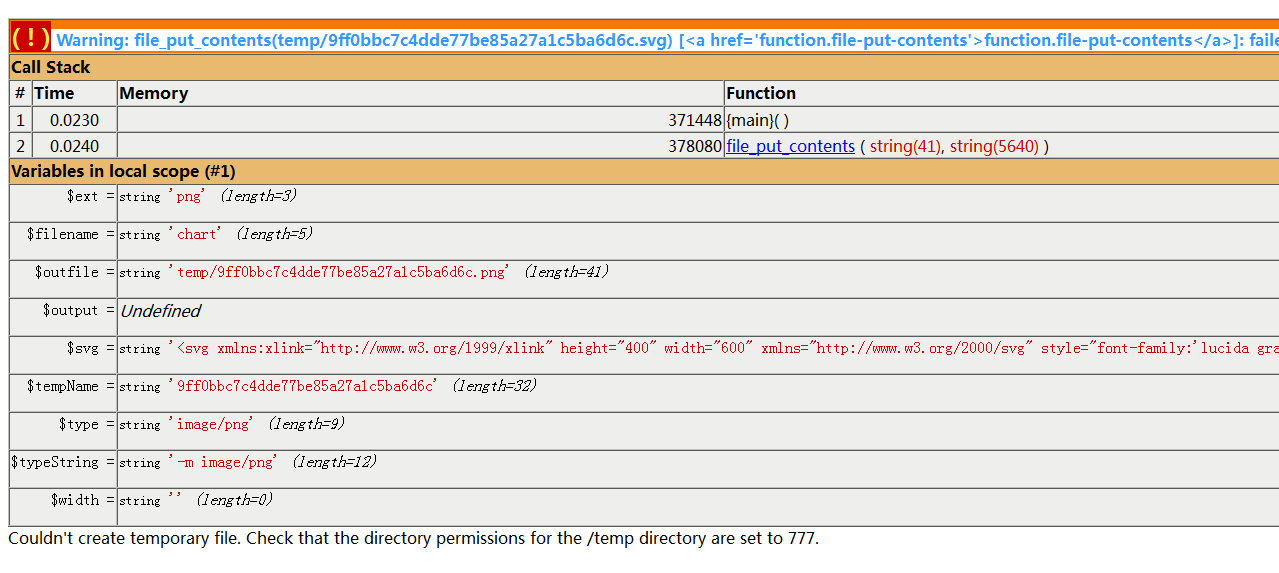 ( ! ) Warning: file_put_contents(temp/9ff0bbc7c4dde77be85a27a1c5ba6d6c.svg) [<a href='function.file-put-contents'>function.file-put-contents</a>]: faile
Call Stack
# Time Memory Function
1 0.0230 371448 {main}( )
2 0.0240 378080 file_put_contents ( string(41), string(5640) )
Variables in local scope (#1)
$ext = string 'png' (length=3)
$filename = string 'chart' (length=5)
$outfile = string 'temp/9ff0bbc7c4dde77be85a27a1c5ba6d6c.png' (length=41)
$output = Undefined
$svg = string '<svg xmlns:xlink="http://www.w3.org/1999/xlink" height="400" width="600" xmlns="http://www.w3.org/2000/svg" style="font-family:'lucida gra
$tempName = string '9ff0bbc7c4dde77be85a27a1c5ba6d6c' (length=32)
$type = string 'image/png' (length=9)
$typeString = string '-m image/png' (length=12)
$width = string '' (length=0)
Couldn't create temporary file. Check that the directory permissions for the /temp directory are set to 777.